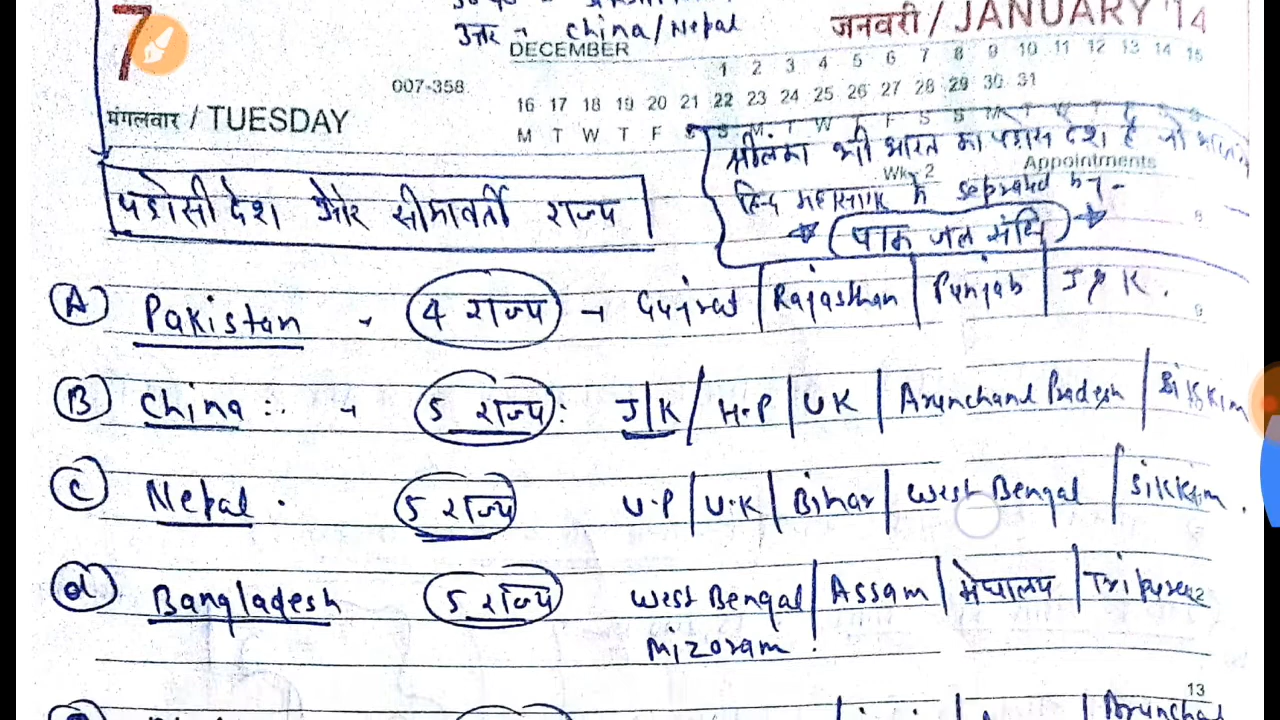 उत्तर → China/Nepal
जनवरी / JANUARY '14
7
DECEMBER
1 2 3 4 5 6 7 8 9 10 11 12 13 14 15
007-358
16 17 18 19 20 21 22 23 24 25 26 27 28 29 30 31
मंगलवार / TUESDAY
M T W T F S S M T W T F S S M T W T F S S
श्रीलंका भी भारत का पडोस देश है जो भारत
Appointments
Wk 2
हिन्द महासागर में seprated by -
पाक जल संधि
पडोसी देश और सीमावर्ती राज्य
(A) Pakistan - 4 राज्य → Gujrat | Rajasthan | Punjab | J & K.
(B) China :. → 5 राज्य : J|K / H.P | UK | Arunchand Pradesh | Sikkim
(C) Nepal . 5 राज्य U.P | U.K | Bihar | West Bengal | Sikkim .
(d) Bangladesh 5 राज्य West Bengal | Assam | मेघालय | Tripura
Mizoram .
13
Arunchad